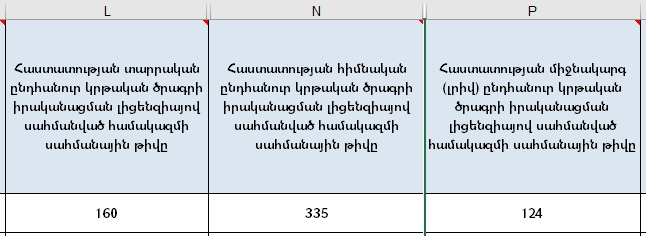 L N P
Հաստատության տարրական
ընդհանուր կրթական ծրագրի
իրականացման լիցենզիայով
սահմանված համակազմի
սահմանային թիվը
Հաստատության հիմնական
ընդհանուր կրթական ծրագրի
իրականացման լիցենզիայով
սահմանված համակազմի
սահմանային թիվը
Հաստատության միջնակարգ
(լրիվ) ընդհանուր կրթական
ծրագրի իրականացման
լիցենզիայով սահմանված
համակազմի սահմանային թիվը
160 335 124